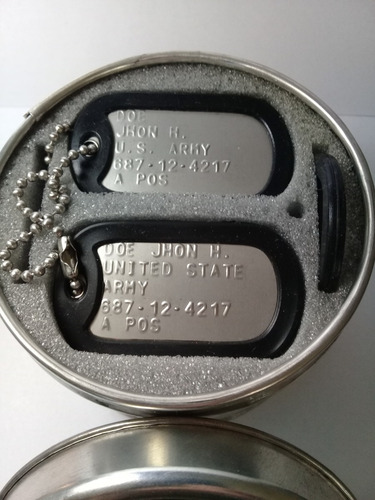 DOE
JHON H.
U.S. ARMY
687-12-4217
A POS
DOE JHON H.
UNITED STATE
ARMY
687-12-4217
A POS